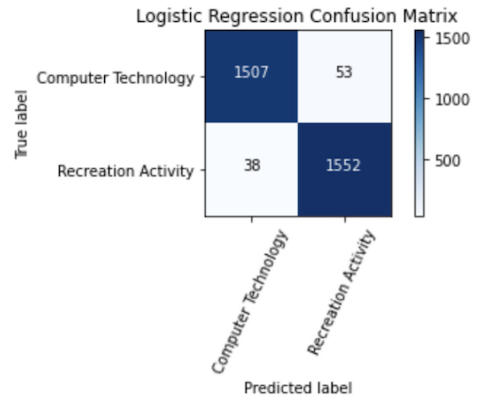 Logistic Regression Confusion Matrix
True label
Computer Technology
Recreation Activity
1507 53
38 1552
1500
1000
500
Computer Technology
Recreation Activity
Predicted label